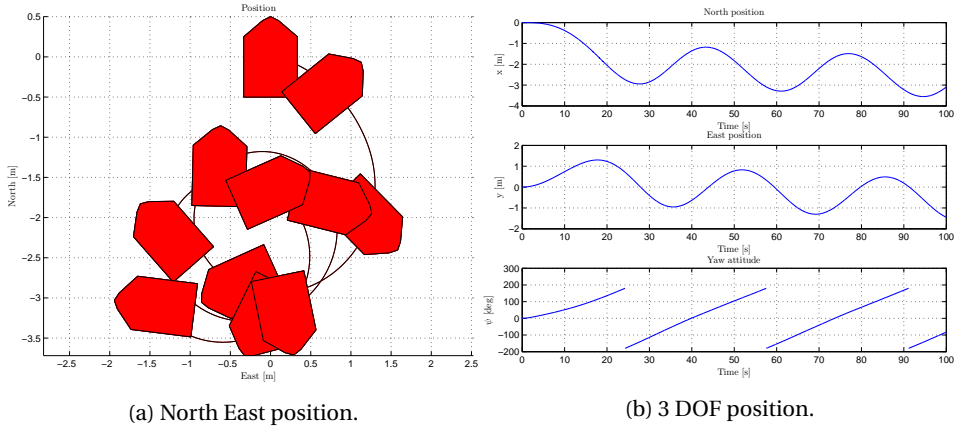 Position
0.5
0
−0.5
−1
−1.5
−2
−2.5
−3
−3.5
North [m]
−2.5 −2 −1.5 −1 −0.5 0 0.5 1 1.5 2 2.5
East [m]
(a) North East position.
North position
0
−1
−2
−3
−4
x [m]
0 10 20 30 40 50 60 70 80 90 100
Time [s]
East position
2
1
0
−1
−2
y [m]
0 10 20 30 40 50 60 70 80 90 100
Time [s]
Yaw attitude
300
200
100
0
−100
−200
ψ [deg]
0 10 20 30 40 50 60 70 80 90 100
Time [s]
(b) 3 DOF position.